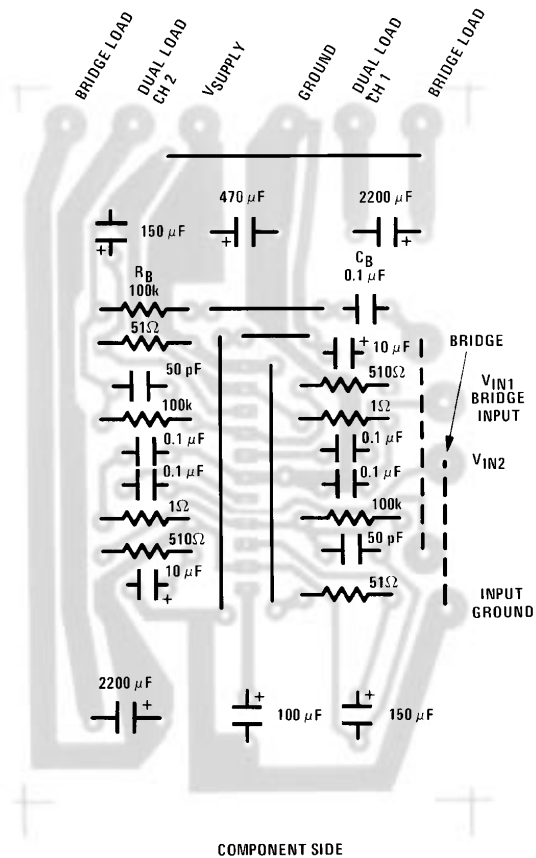 BRIDGE LOAD
DUAL LOAD
CH 2
VSUPPLY
GROUND
DUAL LOAD
CH 1
BRIDGE LOAD
150 µF
+
470 µF
+
2200 µF
+
RB
100k
CB
0.1 µF
51Ω
+
10 µF
BRIDGE
50 pF
510Ω
VIN1
BRIDGE
INPUT
100k
1Ω
0.1 µF
0.1 µF
VIN2
0.1 µF
0.1 µF
1Ω
100k
510Ω
50 pF
10 µF
+
51Ω
INPUT
GROUND
2200 µF
+
+
100 µF
+
150 µF
COMPONENT SIDE